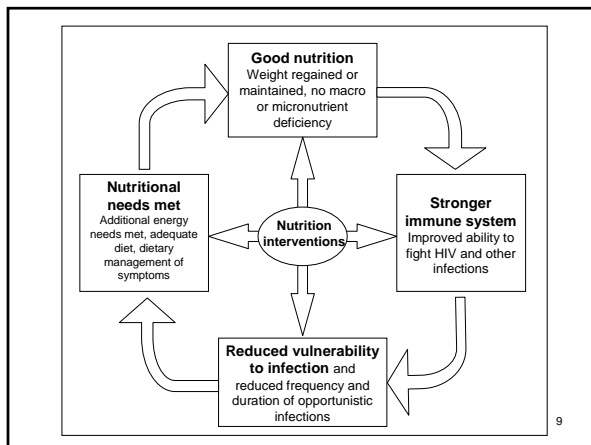 Good nutrition
Weight regained or
maintained, no macro
or micronutrient
deficiency
Nutritional
needs met
Additional energy
needs met, adequate
diet, dietary
management of
symptoms
Nutrition
interventions
Stronger
immune system
Improved ability to
fight HIV and other
infections
Reduced vulnerability
to infection and
reduced frequency and
duration of opportunistic
infections
9